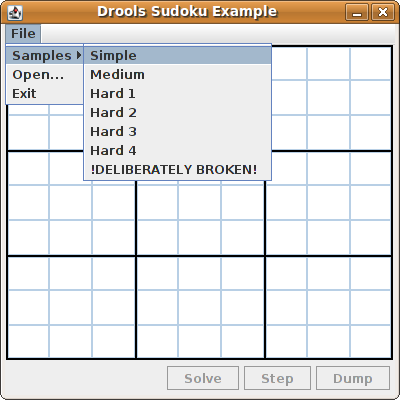 Drools Sudoku Example
File
Samples
Open...
Exit
Simple
Medium
Hard 1
Hard 2
Hard 3
Hard 4
!DELIBERATELY BROKEN!
Solve
Step
Dump